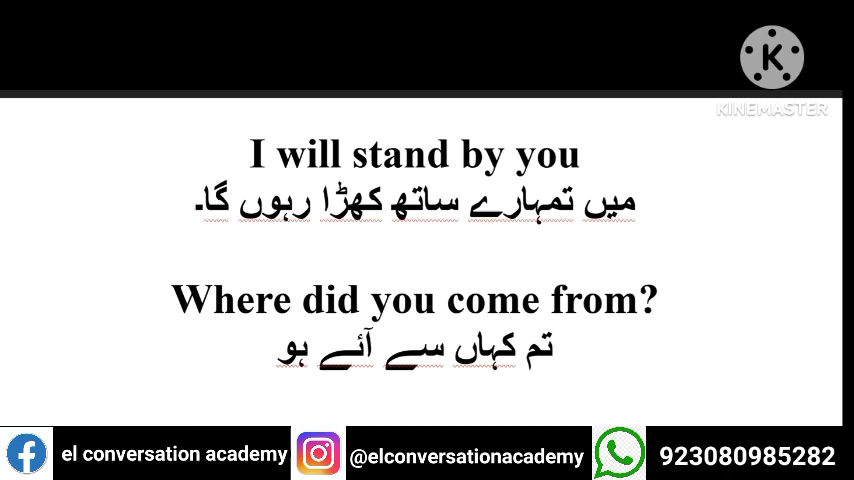 K
KINEMASTER
I will stand by you
میں تمہارے ساتھ کھڑا رہوں گا۔
Where did you come from?
تم کہاں سے آئے ہو
el conversation academy
@elconversationacademy
923080985282